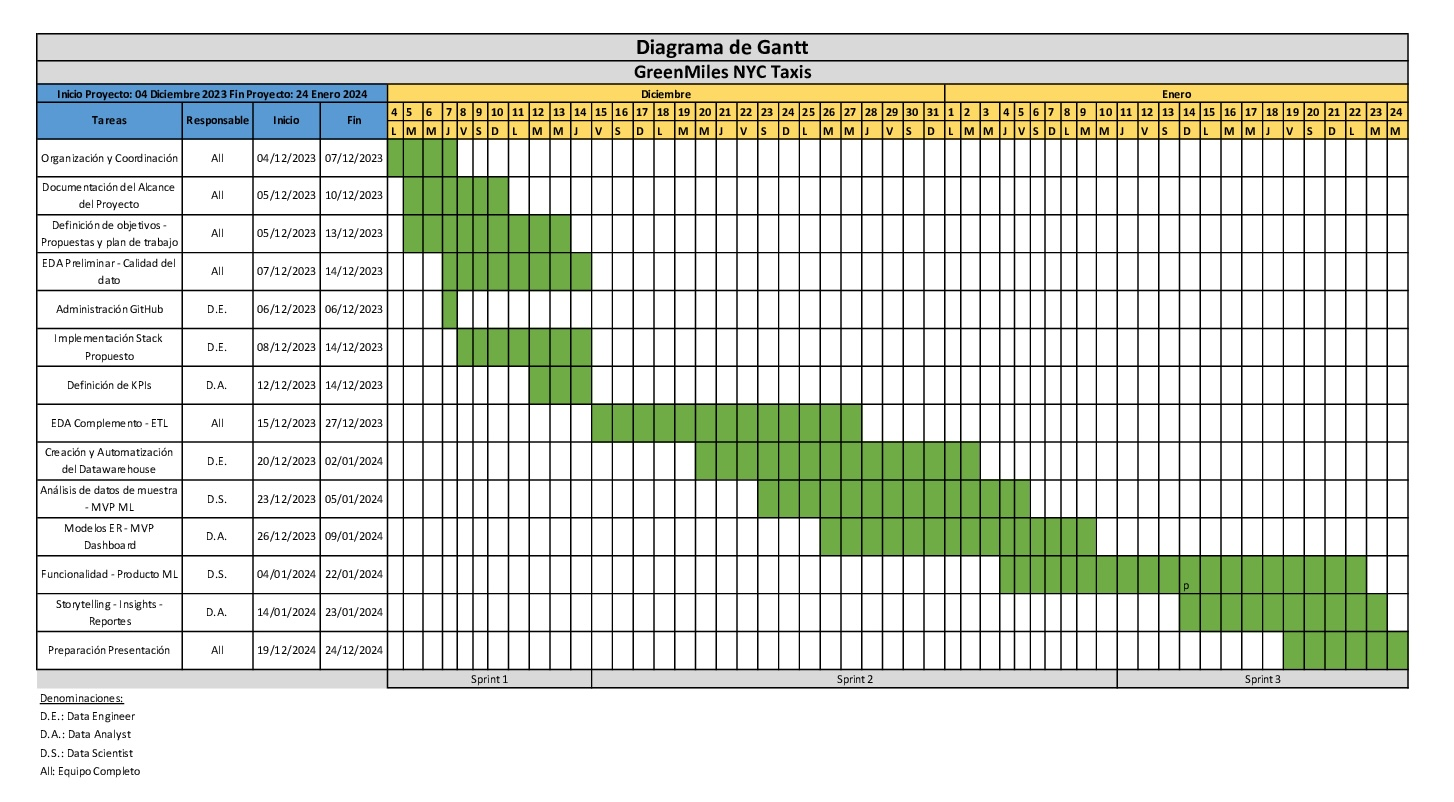 Diagrama de Gantt
GreenMiles NYC Taxis
Inicio Proyecto: 04 Diciembre 2023 Fin Proyecto: 24 Enero 2024 Diciembre Enero
Tareas Responsable Inicio Fin
4 5 6 7 8 9 10 11 12 13 14 15 16 17 18 19 20 21 22 23 24 25 26 27 28 29 30 31 1 2 3 4 5 6 7 8 9 10 11 12 13 14 15 16 17 18 19 20 21 22 23 24
L M M J V S D L M M J V S D L M M J V S D L M M J V S D L M M J V S D L M M J V S D L M M J V S D L M M
Organización y Coordinación All 04/12/2023 07/12/2023
Documentación del Alcance
del Proyecto All 05/12/2023 10/12/2023
Definición de objetivos -
Propuestas y plan de trabajo All 05/12/2023 13/12/2023
EDA Preliminar - Calidad del
dato All 07/12/2023 14/12/2023
Administración GitHub D.E. 06/12/2023 06/12/2023
Implementación Stack
Propuesto D.E. 08/12/2023 14/12/2023
Definición de KPIs D.A. 12/12/2023 14/12/2023
EDA Complemento - ETL All 15/12/2023 27/12/2023
Creación y Automatización
del Datawarehouse D.E. 20/12/2023 02/01/2024
Análisis de datos de muestra
- MVP ML D.S. 23/12/2023 05/01/2024
Modelos ER - MVP
Dashboard D.A. 26/12/2023 09/01/2024
Funcionalidad - Producto ML D.S. 04/01/2024 22/01/2024 p
Storytelling - Insights -
Reportes D.A. 14/01/2024 23/01/2024
Preparación Presentación All 19/12/2024 24/12/2024
Sprint 1 Sprint 2 Sprint 3
Denominaciones:
D.E.: Data Engineer
D.A.: Data Analyst
D.S.: Data Scientist
All: Equipo Completo